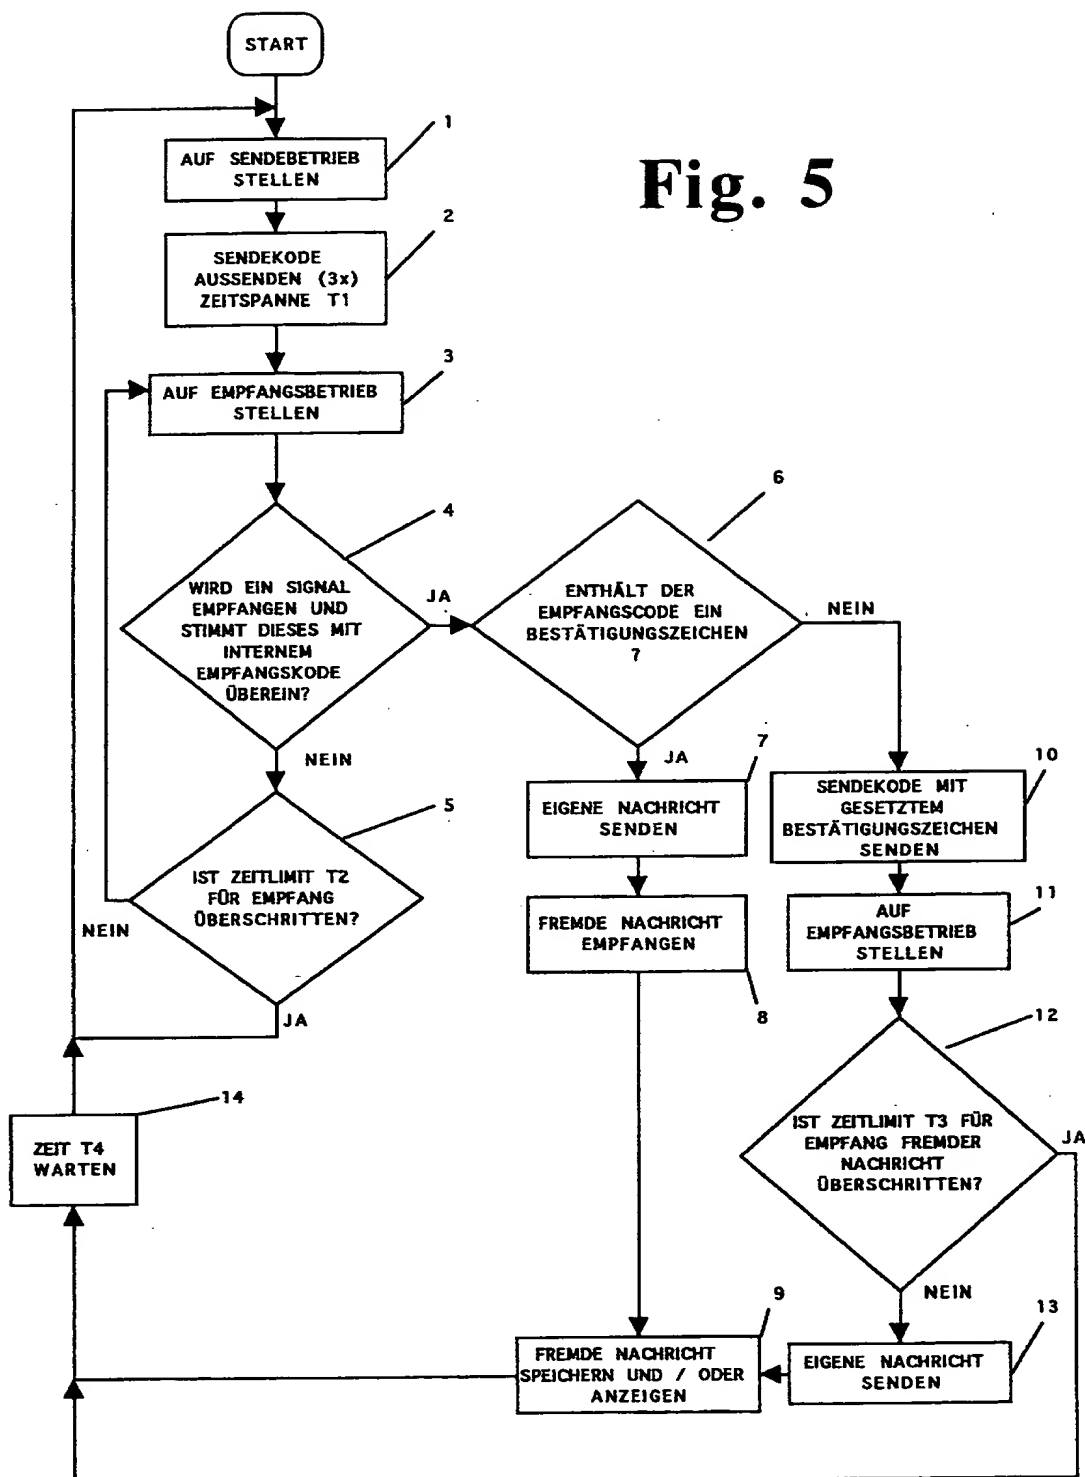 START
1
AUF SENDEBETRIEB
STELLEN
Fig. 5
2
SENDEKODE
AUSSENDEN (3x)
ZEITSPANNE T1
3
AUF EMPFANGSBETRIEB
STELLEN
4
WIRD EIN SIGNAL
EMPFANGEN UND
STIMMT DIESES MIT
INTERNEM
EMPFANGSKODE
ÜBEREIN?
JA
6
ENTHÄLT DER
EMPFANGSCODE EIN
BESTÄTIGUNGSZEICHEN
?
NEIN
NEIN
5
IST ZEITLIMIT T2
FÜR EMPFANG
ÜBERSCHRITTEN?
NEIN
JA
JA
7
EIGENE NACHRICHT
SENDEN
FREMDE NACHRICHT
EMPFANGEN
8
10
SENDEKODE MIT
GESETZTEM
BESTÄTIGUNGSZEICHEN
SENDEN
11
AUF
EMPFANGSBETRIEB
STELLEN
12
IST ZEITLIMIT T3 FÜR
EMPFANG FREMDER
NACHRICHT
ÜBERSCHRITTEN?
JA
NEIN
14
ZEIT T4
WARTEN
9
FREMDE NACHRICHT
SPEICHERN UND / ODER
ANZEIGEN
13
EIGENE NACHRICHT
SENDEN